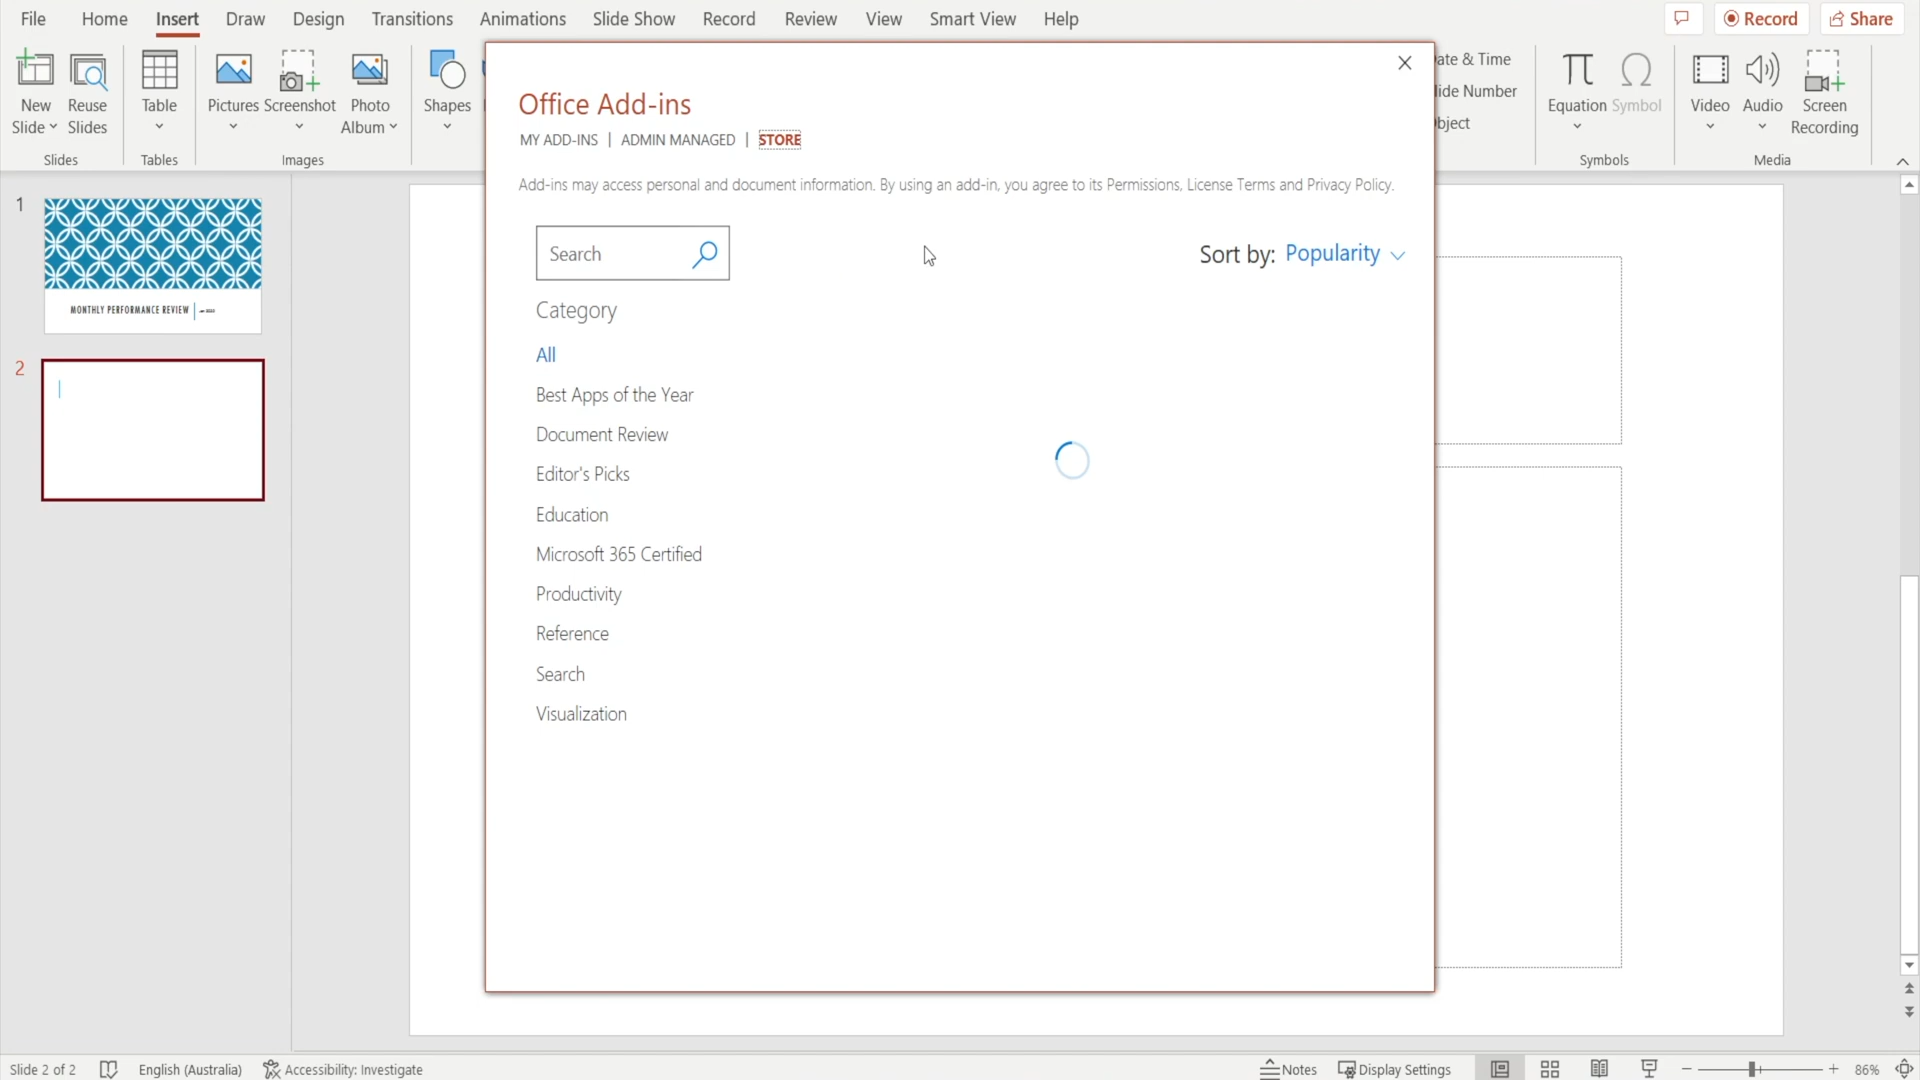 File Home Insert Draw Design Transitions Animations Slide Show Record Review View Smart View Help Record Share
New Slide
Reuse Slides
Slides
Table
Tables
Pictures
Screenshot
Photo Album
Images
Shapes
ate & Time
lide Number
bject
Equation
Symbol
Symbols
Video
Audio
Screen Recording
Media
Office Add-ins
MY ADD-INS | ADMIN MANAGED | STORE
Add-ins may access personal and document information. By using an add-in, you agree to its Permissions, License Terms and Privacy Policy.
Search
Sort by: Popularity
Category
All
Best Apps of the Year
Document Review
Editor's Picks
Education
Microsoft 365 Certified
Productivity
Reference
Search
Visualization
1
MONTHLY PERFORMANCE REVIEW
2
Slide 2 of 2 English (Australia) Accessibility: Investigate Notes Display Settings 86%